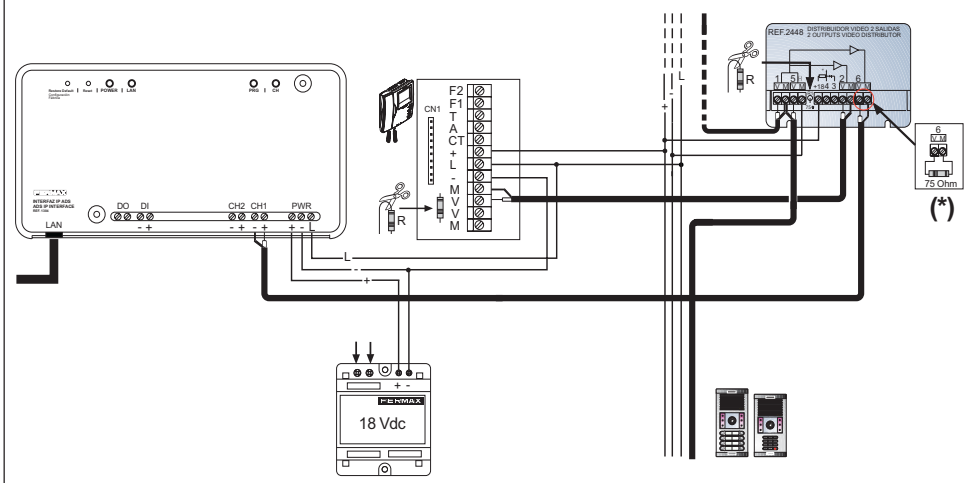 Restore Default | Reset | POWER | LAN
PRG | CH
FERMAX
INTERFAZ IP ADS
ADS IP INTERFACE
DO DI CH2 CH1 PWR
- + - + - + + - L
LAN
L
-
+
CN1
F2
F1
T
A
CT
+
L
-
M
V
V
M
R
+ -
FERMAX
18 Vdc
+
-
L
R
REF.2448 DISTRIBUIDOR VIDEO 2 SALIDAS
2 OUTPUTS VIDEO DISTRIBUTOR
1 5 2 6
V M V M +18 4 3 V M V M
6
V M
75 Ohm
(*)